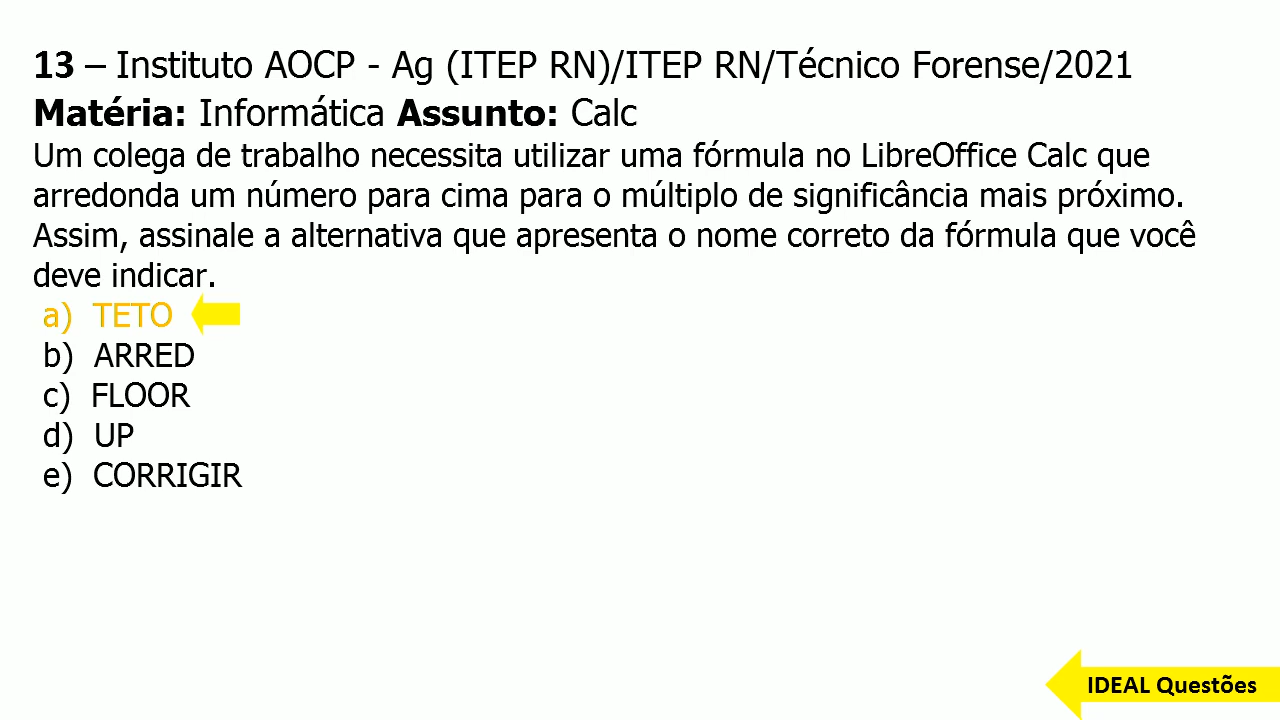 13 – Instituto AOCP - Ag (ITEP RN)/ITEP RN/Técnico Forense/2021
Matéria: Informática Assunto: Calc
Um colega de trabalho necessita utilizar uma fórmula no LibreOffice Calc que
arredonda um número para cima para o múltiplo de significância mais próximo.
Assim, assinale a alternativa que apresenta o nome correto da fórmula que você
deve indicar.
a) TETO
b) ARRED
c) FLOOR
d) UP
e) CORRIGIR
IDEAL Questões